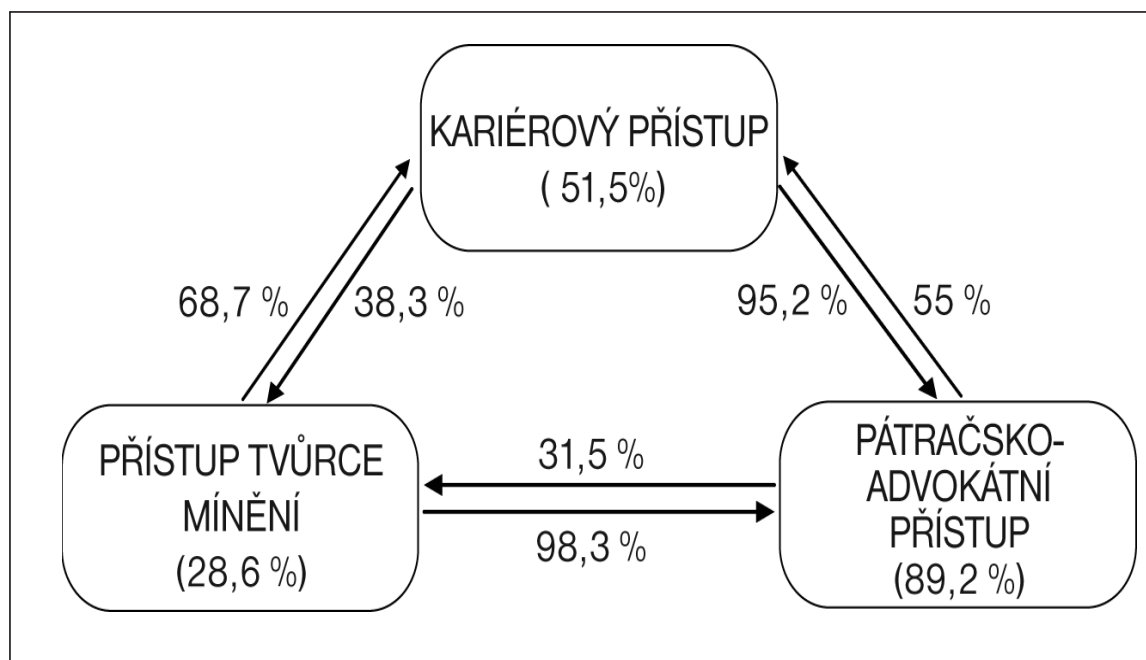 KARIÉROVÝ PŘÍSTUP
( 51,5%)
68,7 %
38,3 %
95,2 %
55 %
PŘÍSTUP TVŮRCE
MÍNĚNÍ
(28,6 %)
31,5 %
98,3 %
PÁTRAČSKO-
ADVOKÁTNÍ
PŘÍSTUP
(89,2 %)